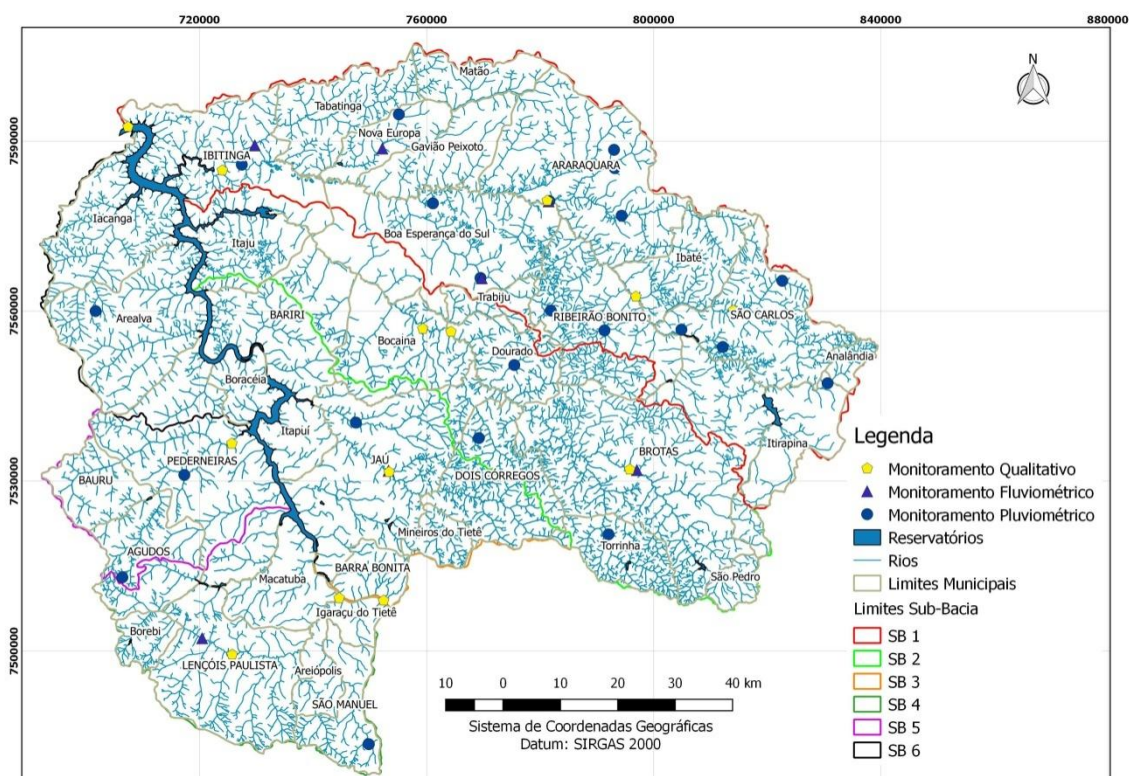 720000 760000 800000 840000 880000
N
Matão
Tabatinga
Nova Europa
7590000
Gavião Peixoto
IBITINGA
ARARAQUARA
Iacanga
Boa Esperança do Sul
Itaju
Ibaté
Trabiju
7560000
Arealva
BARIRI
RIBEIRÃO BONITO
SÃO CARLOS
Bocaina
Dourado
Analândia
Boracéia
Itapuí
Itirapina
JAÚ
BROTAS
PEDERNEIRAS
DOIS CÓRREGOS
7530000
BAURU
Mineiros do Tietê
AGUDOS
Torrinha
Macatuba
BARRA BONITA
São Pedro
Igaraçu do Tietê
Borebi
7500000
LENÇÓIS PAULISTA
Areiópolis
SÃO MANUEL
10 0 10 20 30 40 km
Sistema de Coordenadas Geográficas
Datum: SIRGAS 2000
Legenda
Monitoramento Qualitativo
Monitoramento Fluviométrico
Monitoramento Pluviométrico
Reservatórios
Rios
Limites Municipais
Limites Sub-Bacia
SB 1
SB 2
SB 3
SB 4
SB 5
SB 6